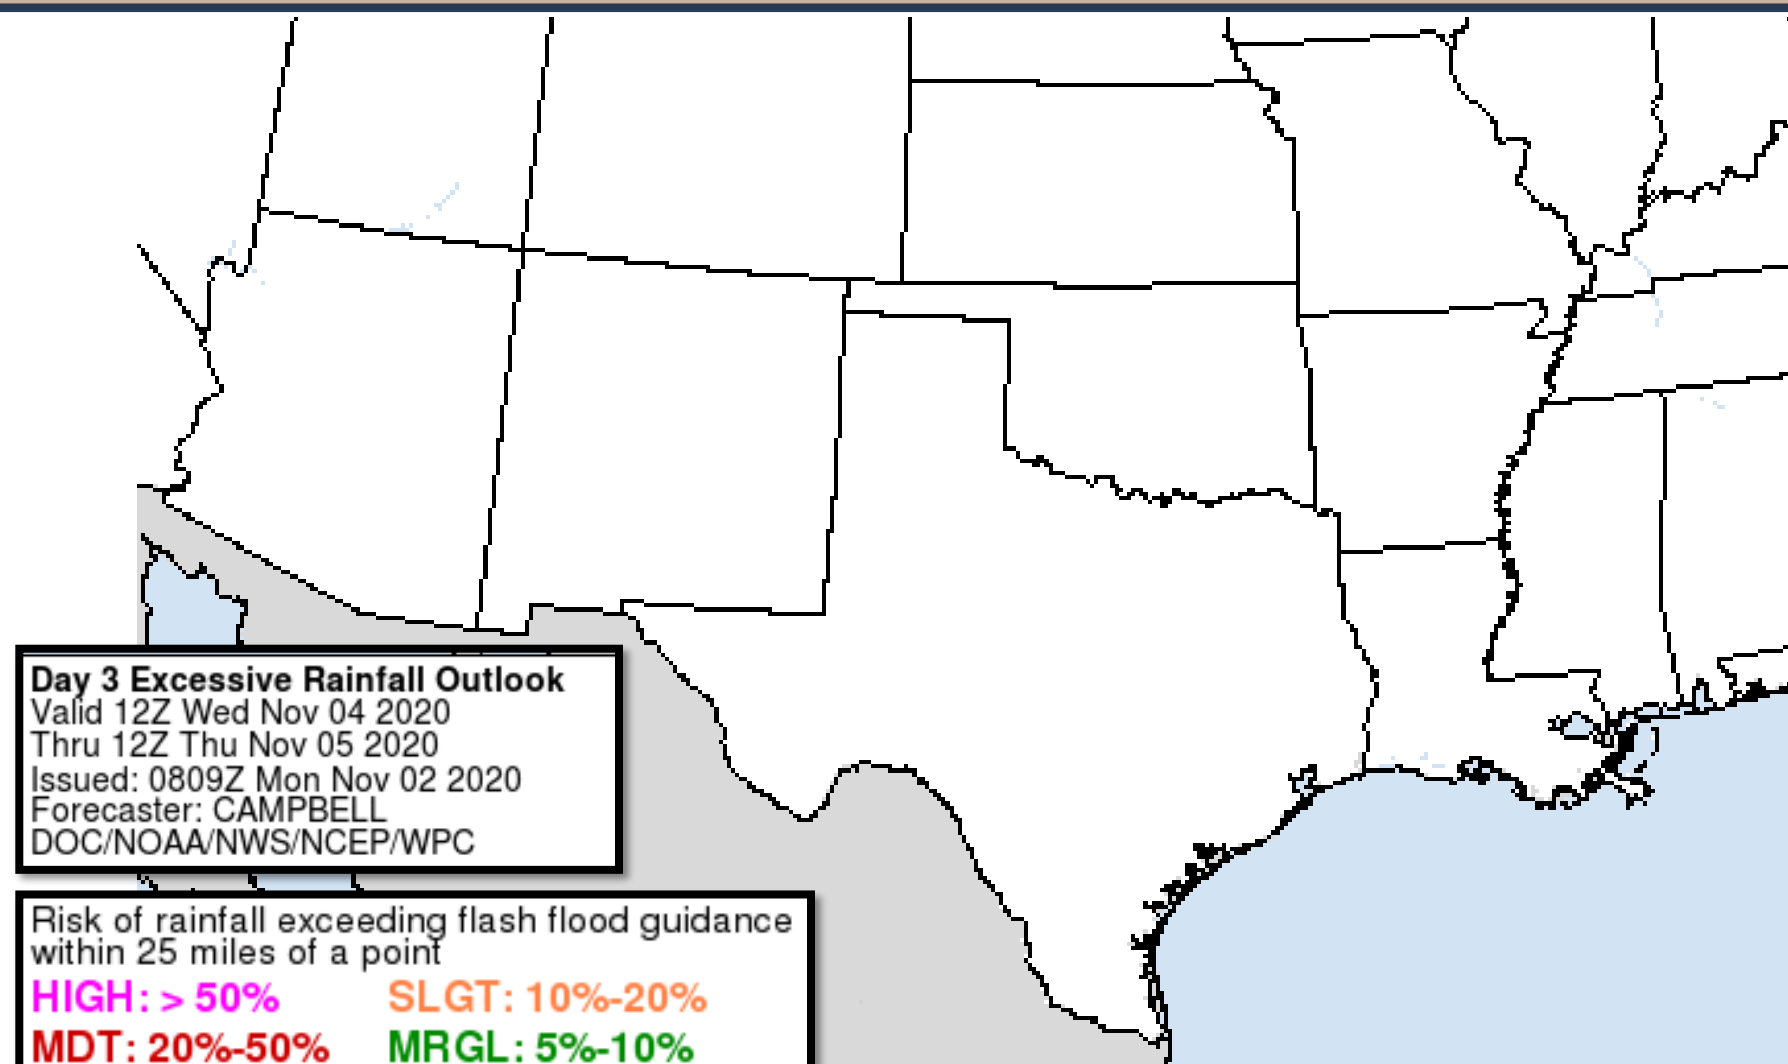 Day 3 Excessive Rainfall Outlook
Valid 12Z Wed Nov 04 2020
Thru 12Z Thu Nov 05 2020
Issued: 0809Z Mon Nov 02 2020
Forecaster: CAMPBELL
DOC/NOAA/NWS/NCEP/WPC
Risk of rainfall exceeding flash flood guidance
within 25 miles of a point
HIGH: > 50% SLGT: 10%-20%
MDT: 20%-50% MRGL: 5%-10%